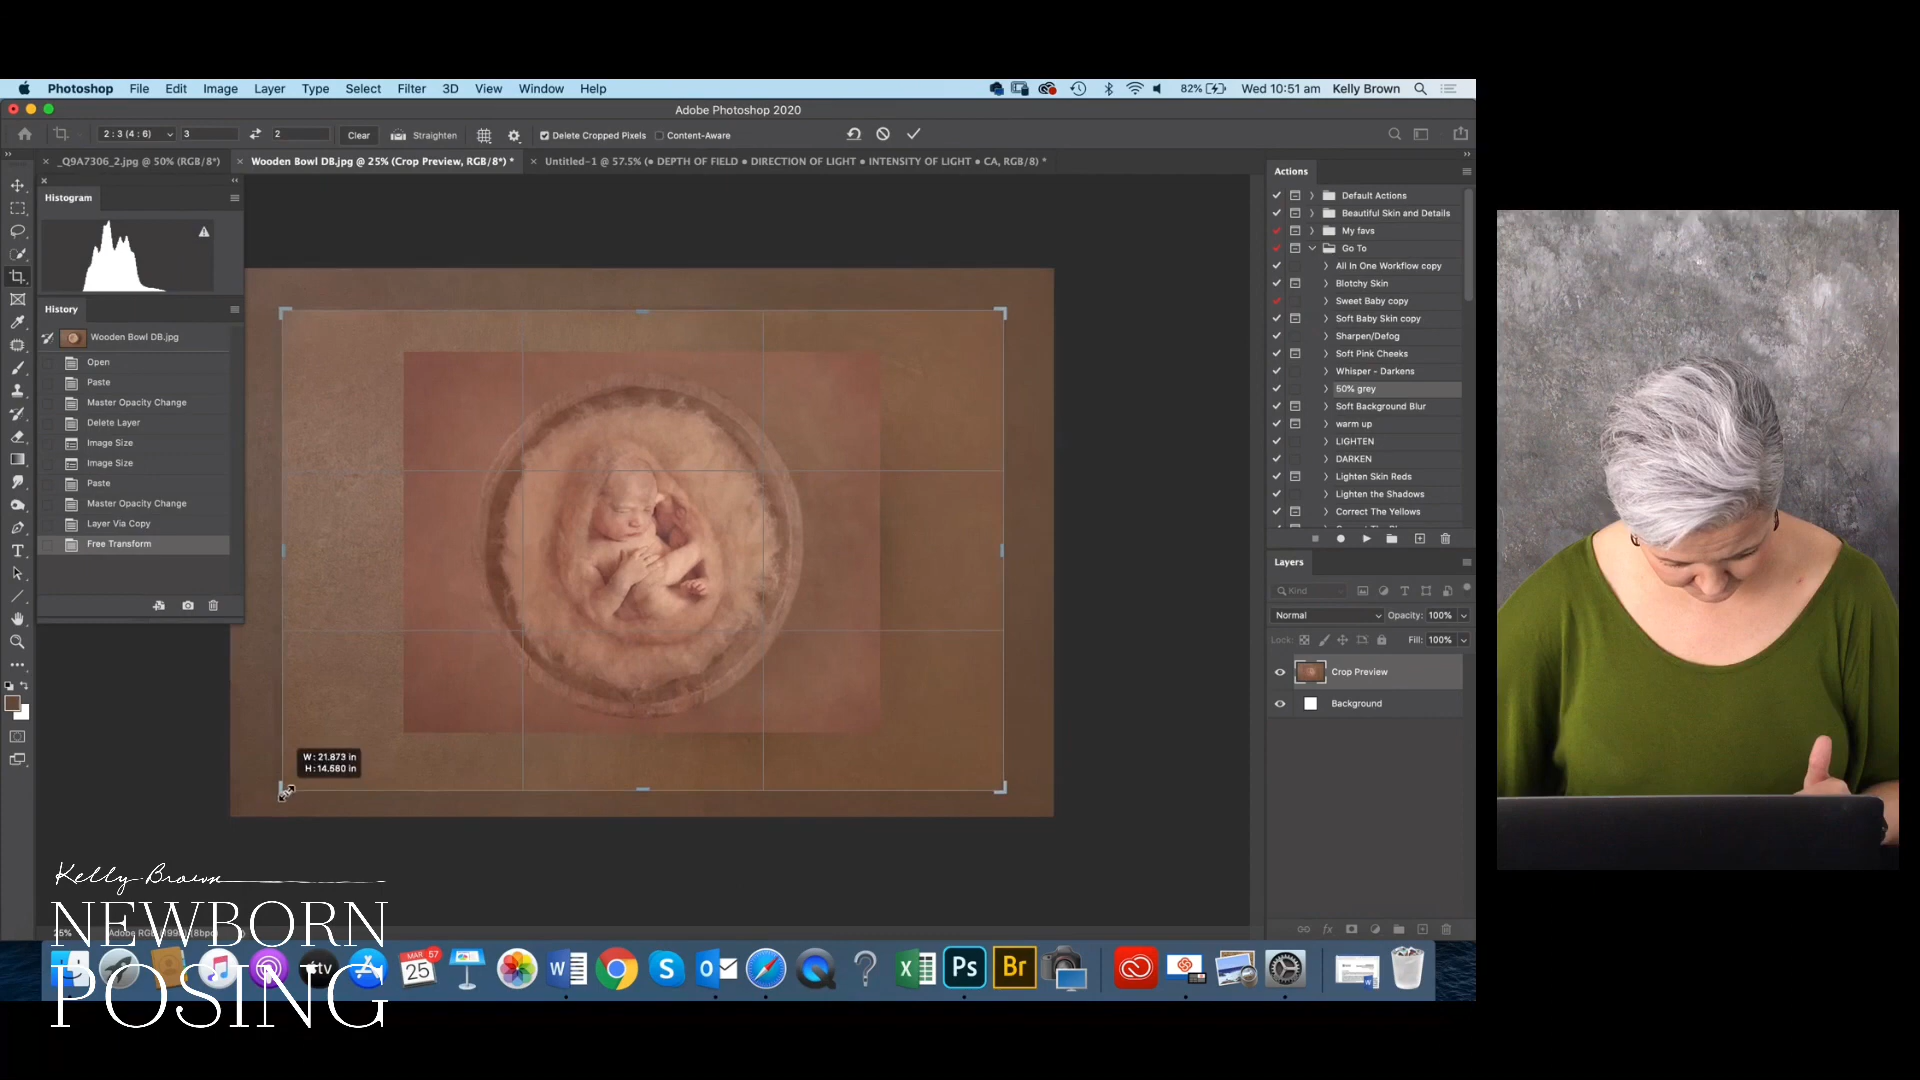 Photoshop File Edit Image Layer Type Select Filter 3D View Window Help 82% Wed 10:51 am Kelly Brown
Adobe Photoshop 2020
2 : 3 (4 : 6) 3 2 Clear Straighten Delete Cropped Pixels Content-Aware
_Q9A7306_2.jpg @ 50% (RGB/8*) Wooden Bowl DB.jpg @ 25% (Crop Preview, RGB/8*) * Untitled-1 @ 57.5% (● DEPTH OF FIELD ● DIRECTION OF LIGHT ● INTENSITY OF LIGHT ● CA, RGB/8) *
Histogram
History
Wooden Bowl DB.jpg
Open
Paste
Master Opacity Change
Delete Layer
Image Size
Image Size
Paste
Master Opacity Change
Layer Via Copy
Free Transform
W: 21.873 in
H: 14.580 in
Actions
Default Actions
Beautiful Skin and Details
My favs
Go To
All In One Workflow copy
Blotchy Skin
Sweet Baby copy
Soft Baby Skin copy
Sharpen/Defog
Soft Pink Cheeks
Whisper - Darkens
50% grey
Soft Background Blur
warm up
LIGHTEN
DARKEN
Lighten Skin Reds
Lighten the Shadows
Correct The Yellows
Layers
Kind
Normal Opacity: 100%
Lock: Fill: 100%
Crop Preview
Background
Kelly Brown
NEWBORN
POSING
25%
tv
MAR 57
25
W
S
O
X
Ps
Br